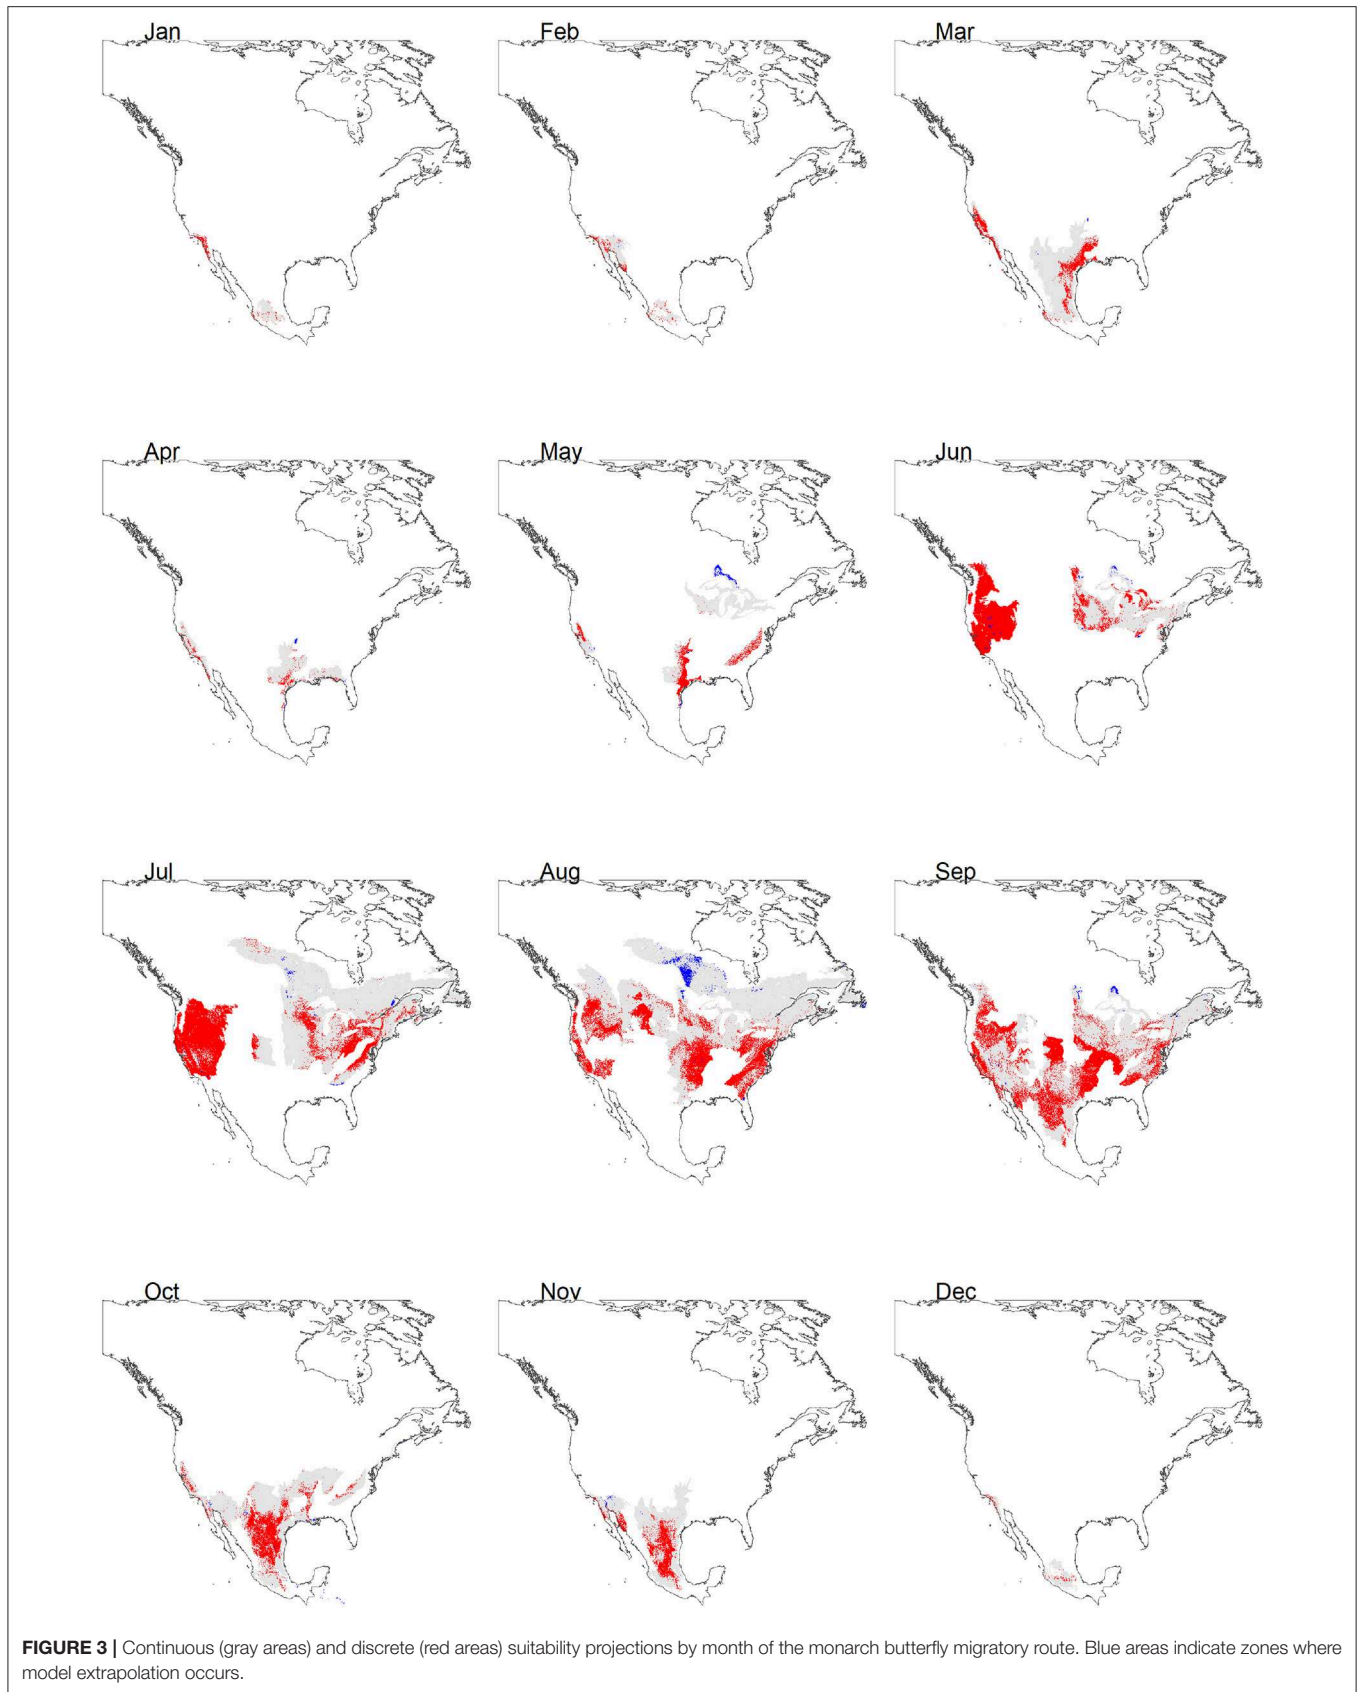 Jan
Feb
Mar
Apr
May
Jun
Jul
Aug
Sep
Oct
Nov
Dec
FIGURE 3 | Continuous (gray areas) and discrete (red areas) suitability projections by month of the monarch butterfly migratory route. Blue areas indicate zones where
model extrapolation occurs.